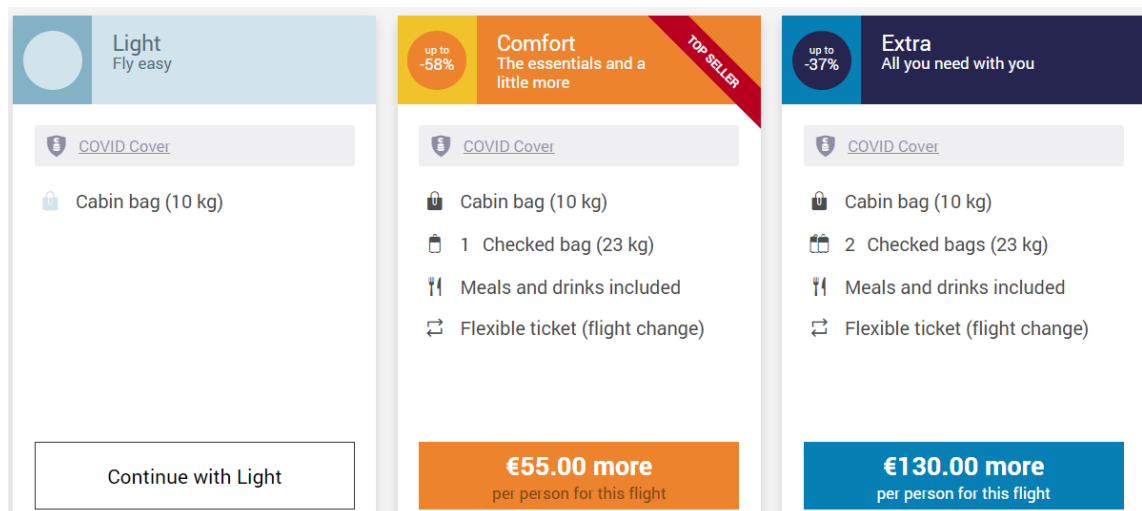 Light
Fly easy
COVID Cover
Cabin bag (10 kg)
Continue with Light
up to
-58%
Comfort
The essentials and a
little more
TOP SELLER
COVID Cover
Cabin bag (10 kg)
1 Checked bag (23 kg)
Meals and drinks included
Flexible ticket (flight change)
€55.00 more
per person for this flight
up to
-37%
Extra
All you need with you
COVID Cover
Cabin bag (10 kg)
2 Checked bags (23 kg)
Meals and drinks included
Flexible ticket (flight change)
€130.00 more
per person for this flight